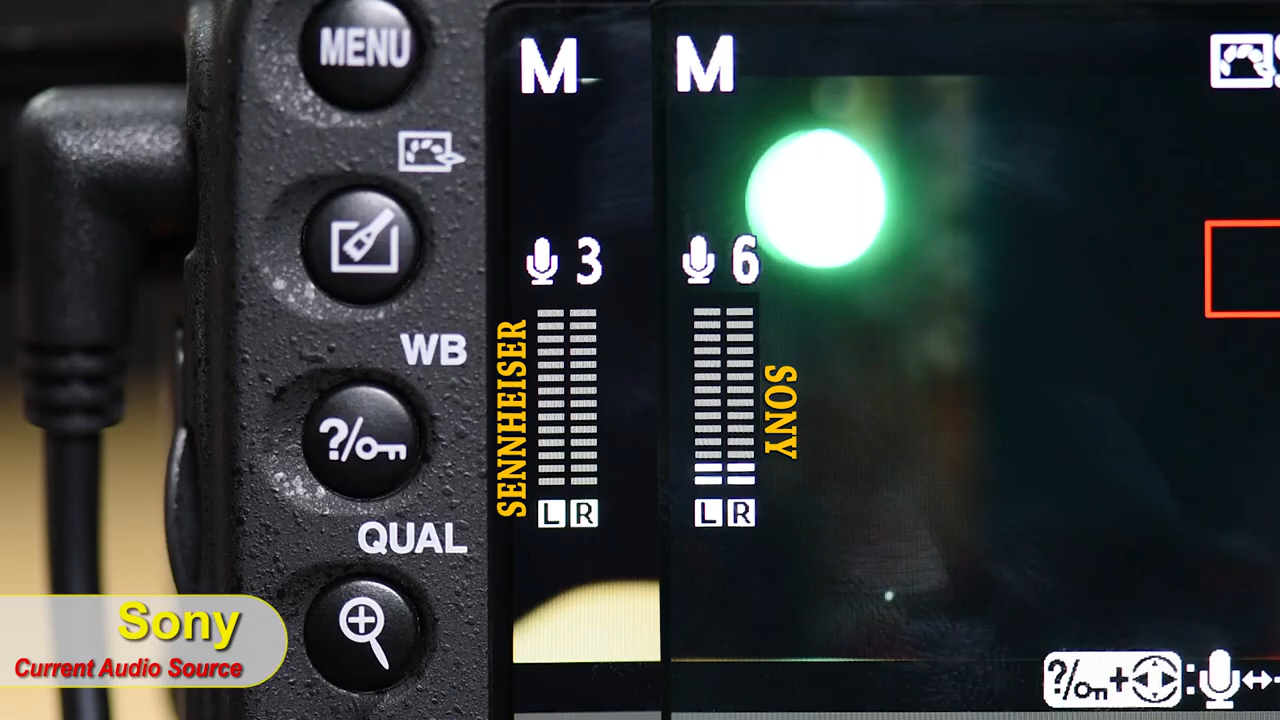 MENU
M
M
3
6
WB
SENNHEISER
SONY
?/
L R
L R
QUAL
Sony
Current Audio Source
?/ + :